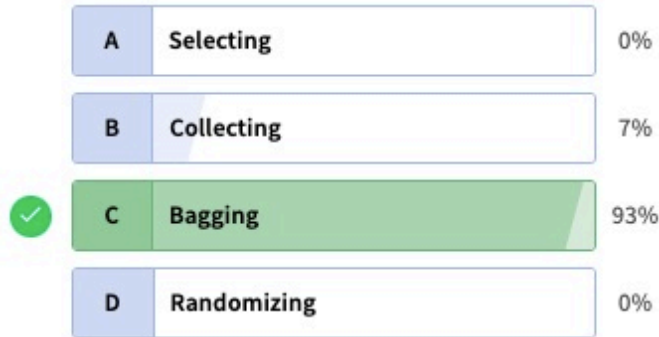 A Selecting 0%
B Collecting 7%
C Bagging 93%
D Randomizing 0%